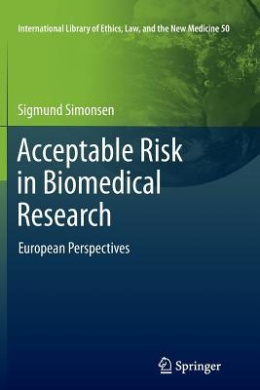 International Library of Ethics, Law, and the New Medicine 50
Sigmund Simonsen
Acceptable Risk
in Biomedical
Research
European Perspectives
Springer